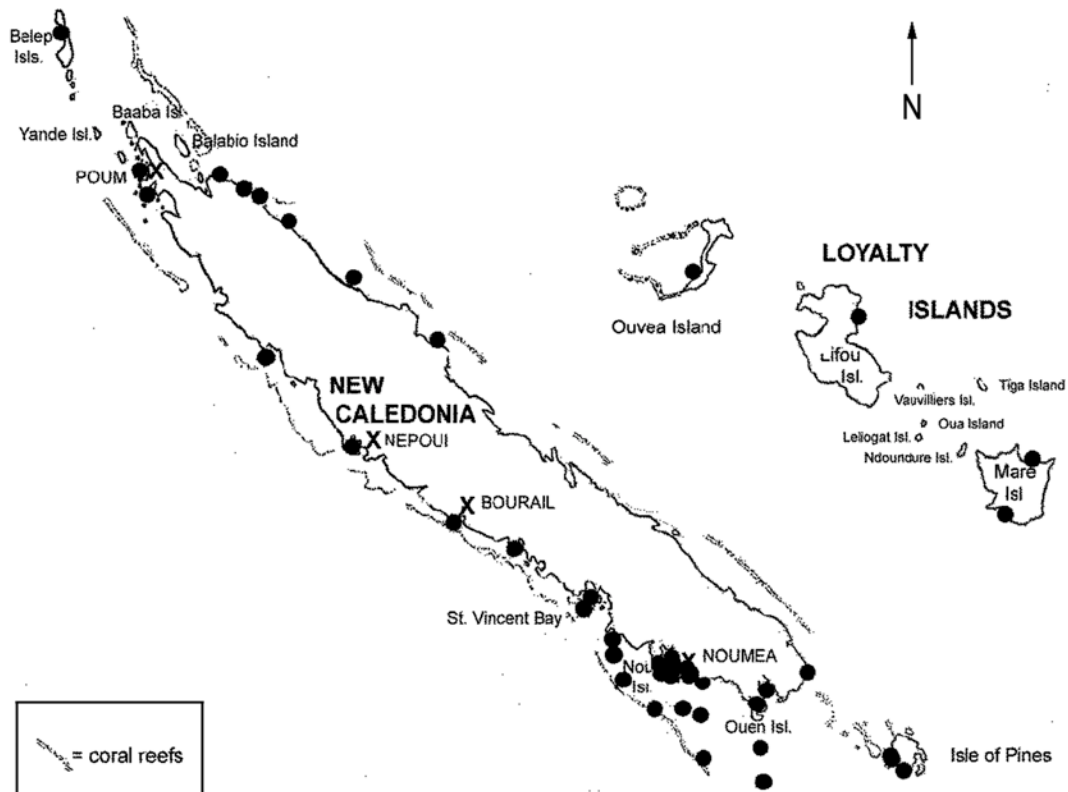 Belep
Isls.
N
Baaba Isl.
Yande Isl.
Balabio Island
POUM X
LOYALTY
ISLANDS
Ouvea Island
Lifou
Isl.
Tiga Island
Vauvilliers Isl.
Oua Island
Leliogat Isl.
Ndoundure Isl.
Mare
Isl
NEW
CALEDONIA
X NEPOUI
X BOURAIL
St. Vincent Bay
X NOUMEA
Isl.
Ouen Isl.
Isle of Pines
= coral reefs